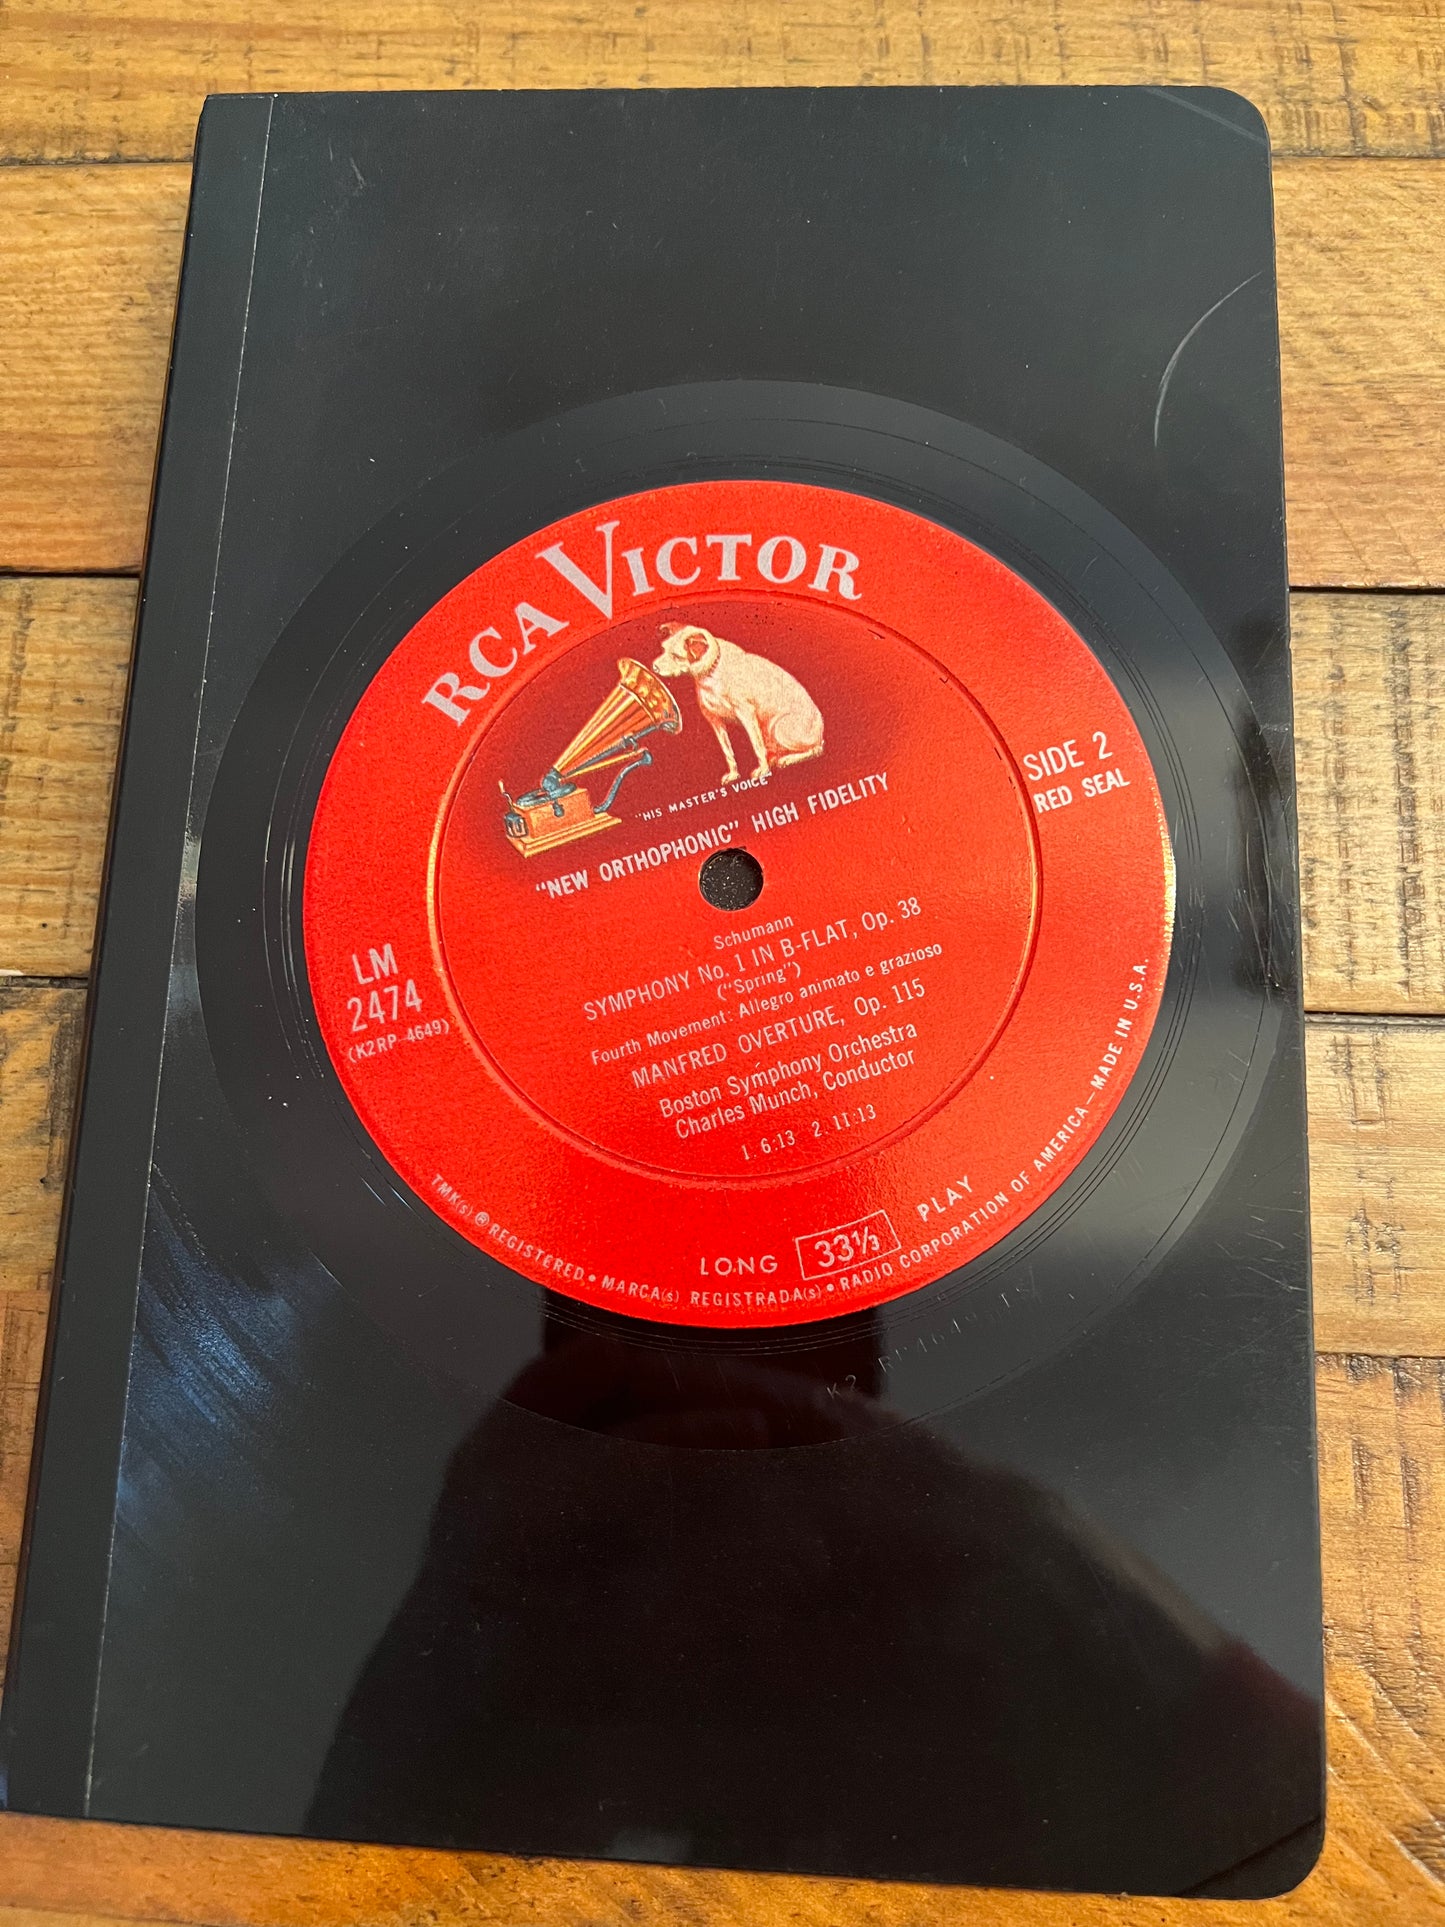 RCA VICTOR
"HIS MASTER'S VOICE"
"NEW ORTHOPHONIC" HIGH FIDELITY
SIDE 2
RED SEAL
LM
2474
(K2RP-4649)
Schumann
SYMPHONY No. 1 IN B-FLAT, Op. 38
("Spring")
Fourth Movement: Allegro animato e grazioso
MANFRED OVERTURE, Op. 115
Boston Symphony Orchestra
Charles Munch, Conductor
1. 6:13 2. 11:13
LONG 33⅓ PLAY
TMK(s) ® REGISTERED • MARCA(s) REGISTRADA(s) • RADIO CORPORATION OF AMERICA — MADE IN U.S.A.